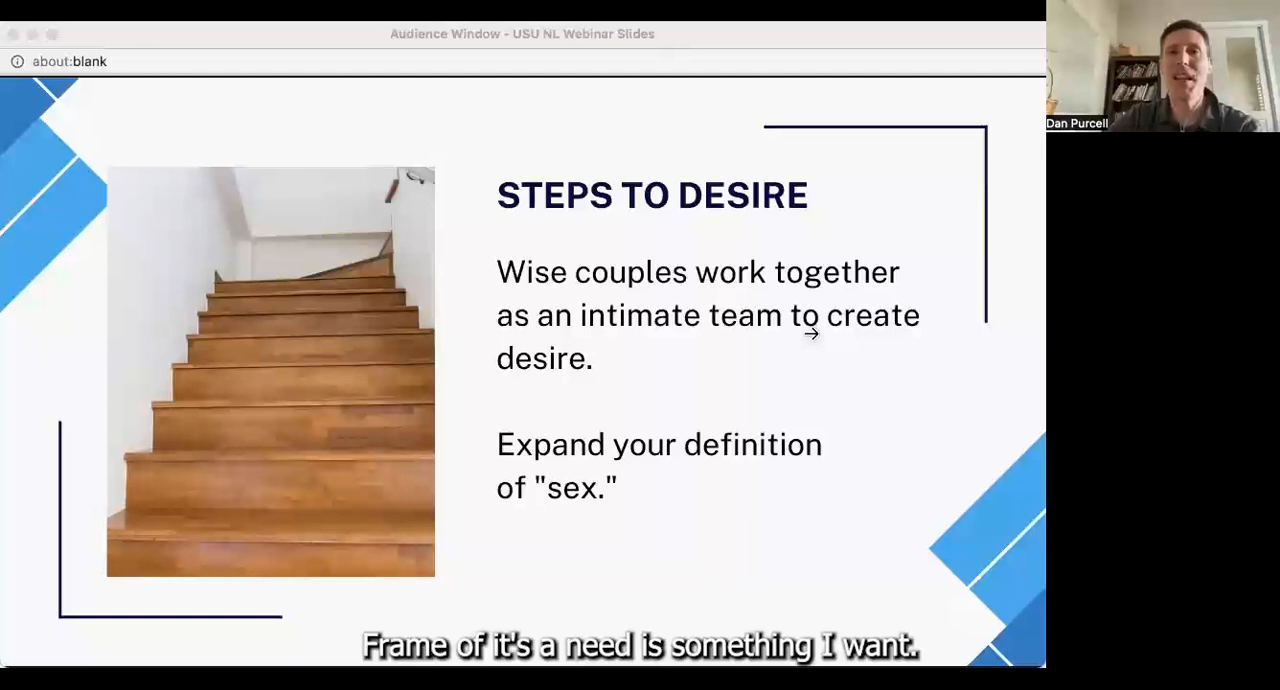 Audience Window - USU NL Webinar Slides
about:blank
Dan Purcell
STEPS TO DESIRE
Wise couples work together
as an intimate team to create
desire.
Expand your definition
of "sex."
Frame of it's a need is something I want.